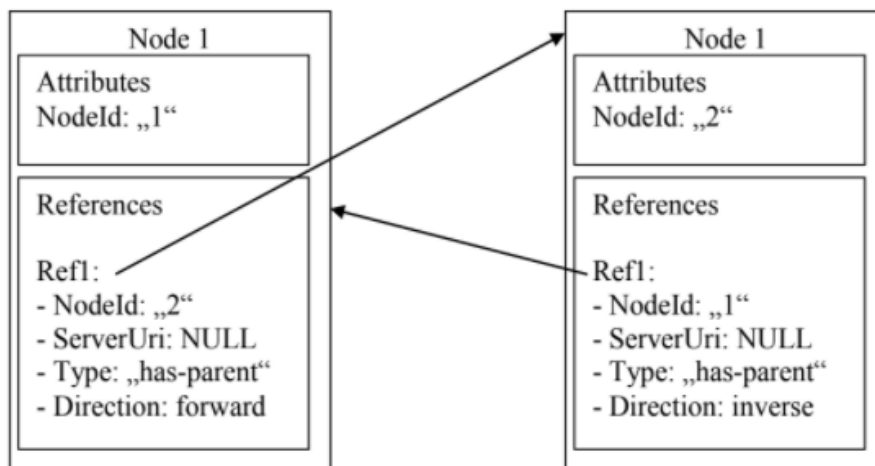 Node 1
Attributes
NodeId: „1“
References
Ref1:
- NodeId: „2“
- ServerUri: NULL
- Type: „has-parent“
- Direction: forward
Node 1
Attributes
NodeId: „2“
References
Ref1:
- NodeId: „1“
- ServerUri: NULL
- Type: „has-parent“
- Direction: inverse